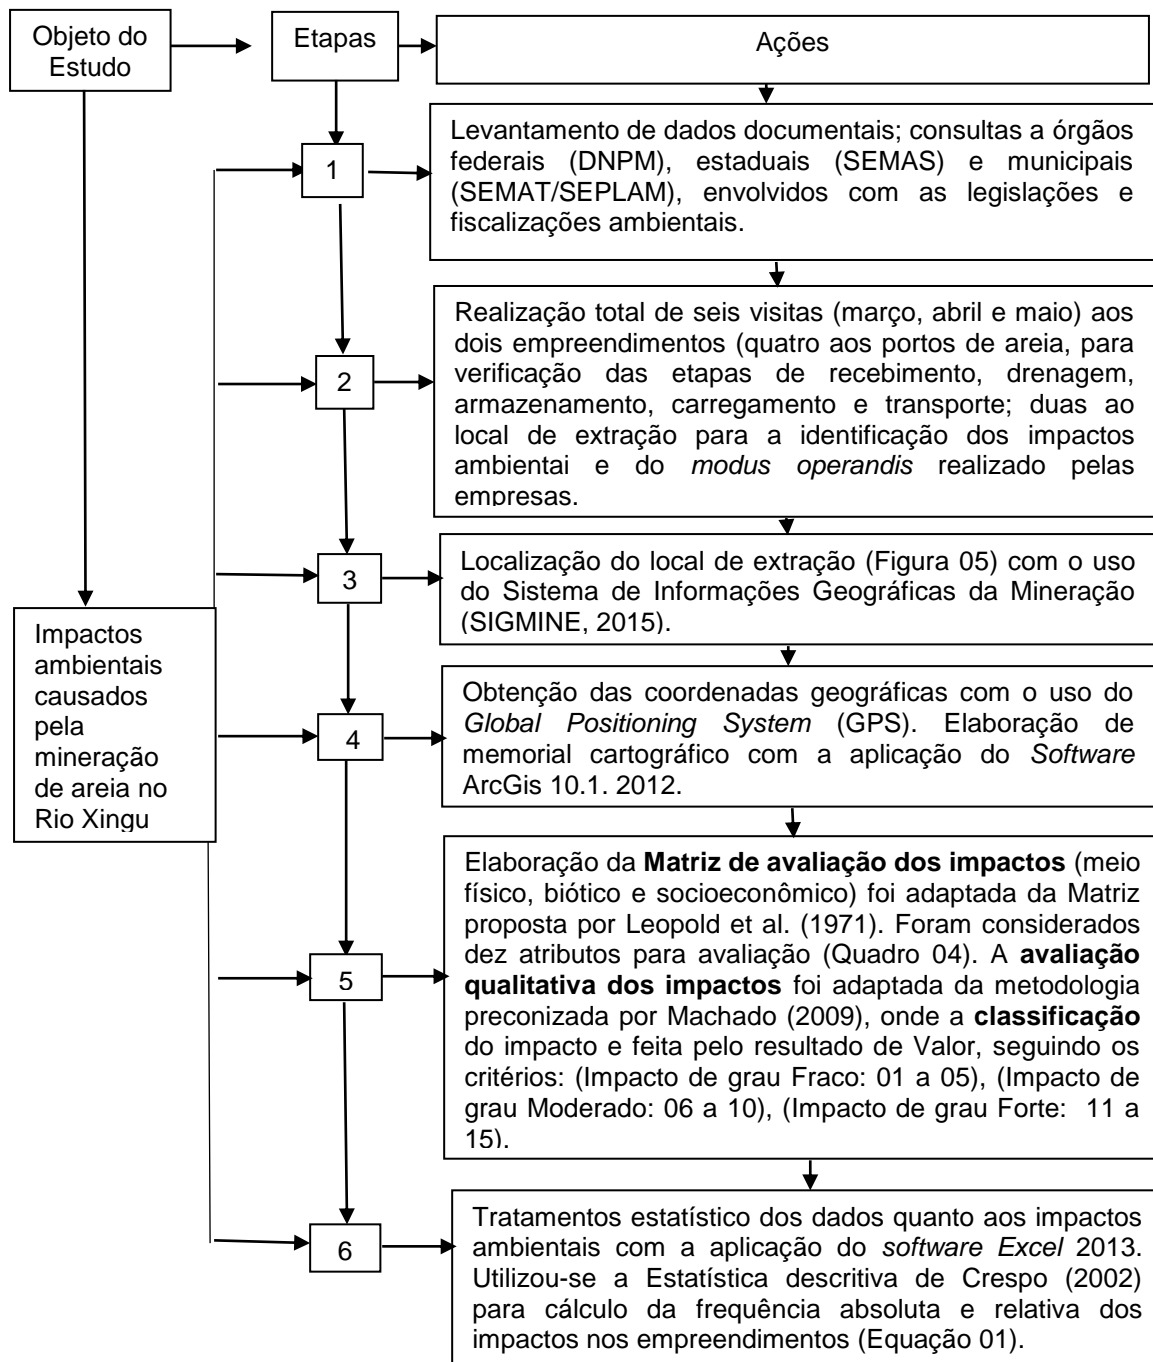 Objeto do
Estudo
Etapas
Ações
1
Levantamento de dados documentais; consultas a órgãos
federais (DNPM), estaduais (SEMAS) e municipais
(SEMAT/SEPLAM), envolvidos com as legislações e
fiscalizações ambientais.
2
Realização total de seis visitas (março, abril e maio) aos
dois empreendimentos (quatro aos portos de areia, para
verificação das etapas de recebimento, drenagem,
armazenamento, carregamento e transporte; duas ao
local de extração para a identificação dos impactos
ambientai e do modus operandis realizado pelas
empresas.
3
Localização do local de extração (Figura 05) com o uso
do Sistema de Informações Geográficas da Mineração
(SIGMINE, 2015).
Impactos
ambientais
causados
pela
mineração
de areia no
Rio Xingu
4
Obtenção das coordenadas geográficas com o uso do
Global Positioning System (GPS). Elaboração de
memorial cartográfico com a aplicação do Software
ArcGis 10.1. 2012.
5
Elaboração da Matriz de avaliação dos impactos (meio
físico, biótico e socioeconômico) foi adaptada da Matriz
proposta por Leopold et al. (1971). Foram considerados
dez atributos para avaliação (Quadro 04). A avaliação
qualitativa dos impactos foi adaptada da metodologia
preconizada por Machado (2009), onde a classificação
do impacto e feita pelo resultado de Valor, seguindo os
critérios: (Impacto de grau Fraco: 01 a 05), (Impacto de
grau Moderado: 06 a 10), (Impacto de grau Forte: 11 a
15).
6
Tratamentos estatístico dos dados quanto aos impactos
ambientais com a aplicação do software Excel 2013.
Utilizou-se a Estatística descritiva de Crespo (2002)
para cálculo da frequência absoluta e relativa dos
impactos nos empreendimentos (Equação 01).